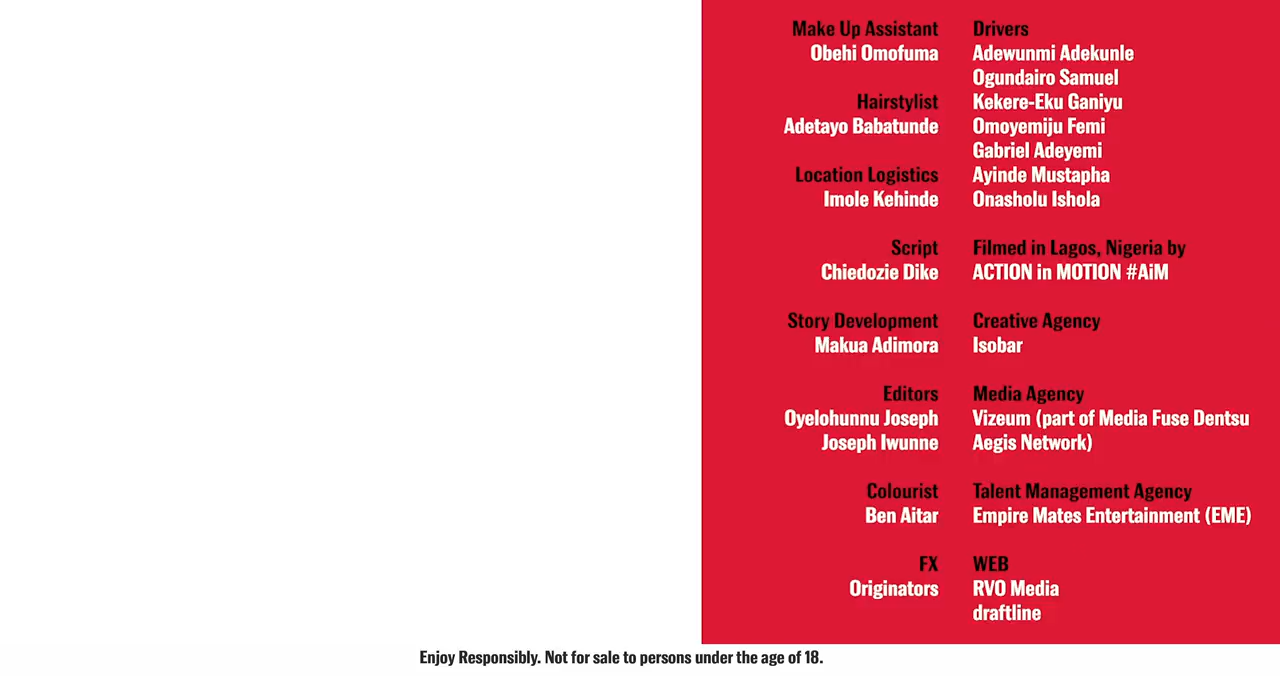 Make Up Assistant
Obehi Omofuma
Hairstylist
Adetayo Babatunde
Location Logistics
Imole Kehinde
Script
Chiedozie Dike
Story Development
Makua Adimora
Editors
Oyelohunnu Joseph
Joseph Iwunne
Colourist
Ben Aitar
FX
Originators
Drivers
Adewunmi Adekunle
Ogundairo Samuel
Kekere-Eku Ganiyu
Omoyemiju Femi
Gabriel Adeyemi
Ayinde Mustapha
Onasholu Ishola
Filmed in Lagos, Nigeria by
ACTION in MOTION #AiM
Creative Agency
Isobar
Media Agency
Vizeum (part of Media Fuse Dentsu
Aegis Network)
Talent Management Agency
Empire Mates Entertainment (EME)
WEB
RVO Media
draftline
Enjoy Responsibly. Not for sale to persons under the age of 18.